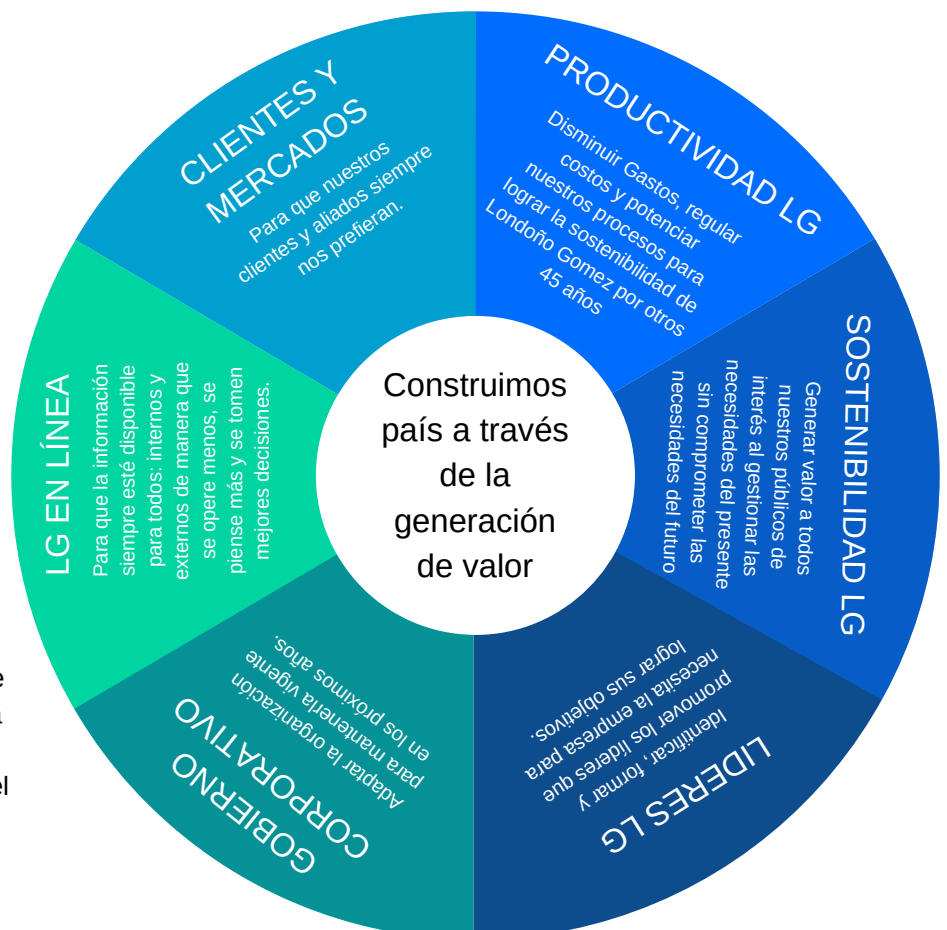 CLIENTES Y
MERCADOS
Para que nuestros
clientes y aliados siempre
nos prefieran.
PRODUCTIVIDAD LG
Disminuir Gastos, regular
costos y potenciar
nuestros procesos para
lograr la sostenibilidad de
Londoño Gomez por otros
45 años
SOSTENIBILIDAD LG
Generar valor a todos
nuestros públicos de
interés al gestionar las
necesidades del presente
sin comprometer las
necesidades del futuro
LIDERES LG
Identificar, formar y
promover los líderes que
necesita la empresa para
lograr sus objetivos.
GOBIERNO
CORPORATIVO
Adaptar la organización
para mantenerla vigente
en los próximos años.
LG EN LÍNEA
Para que la información
siempre esté disponible
para todos: internos y
externos de manera que
se opere menos, se
piense más y se tomen
mejores decisiones.
Construimos
país a través
de la
generación
de valor